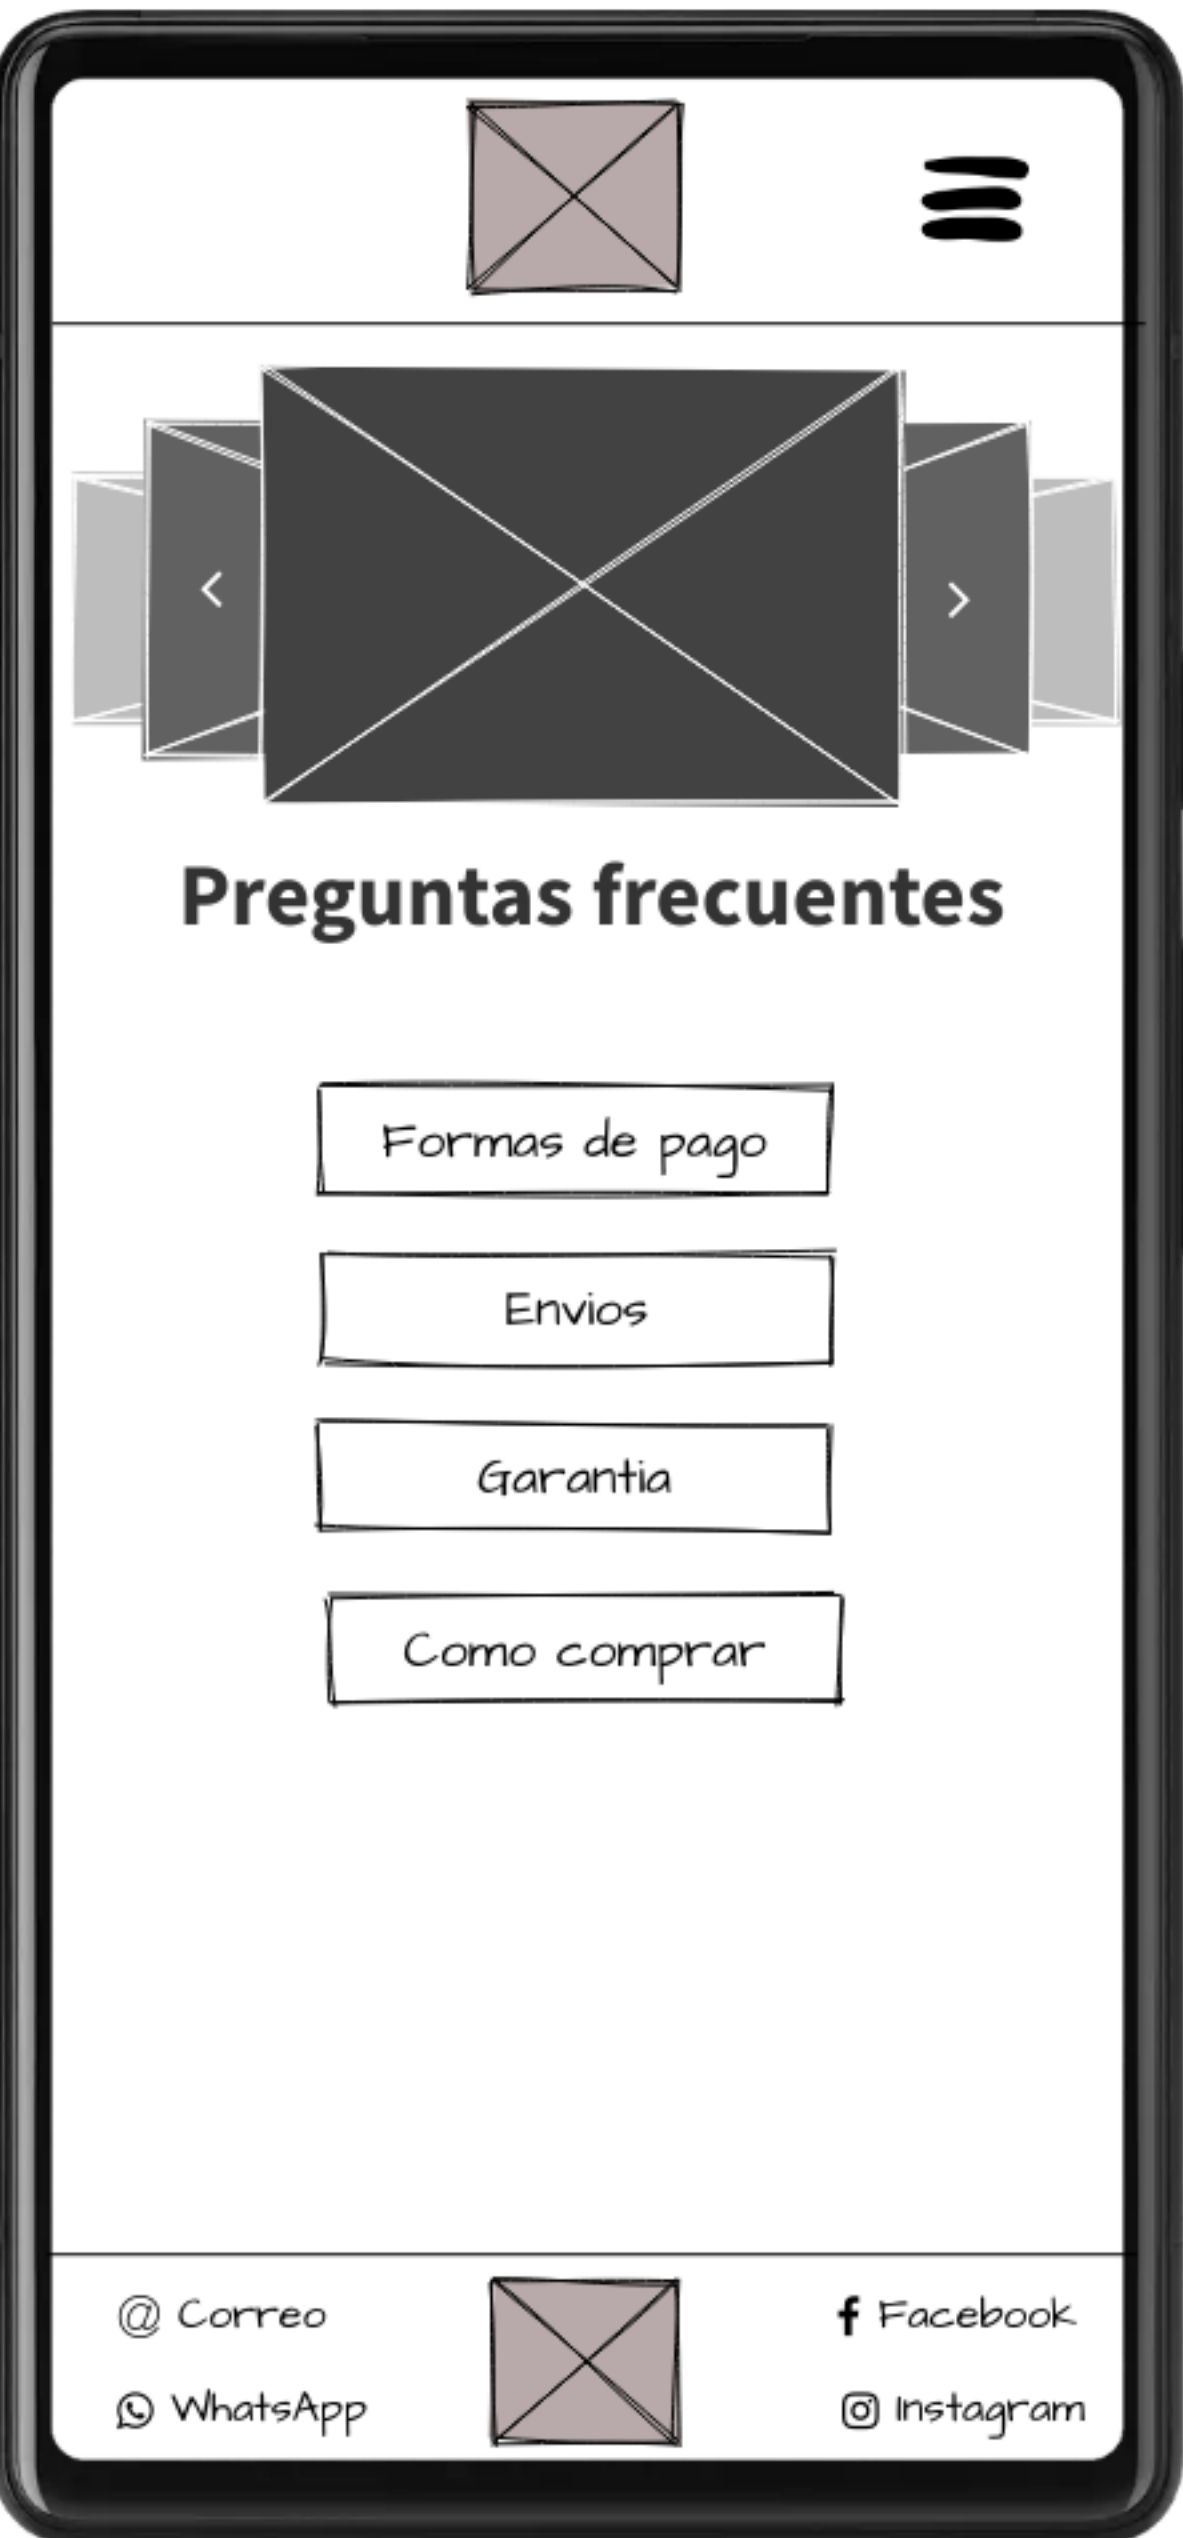 Preguntas frecuentes
Formas de pago
Envios
Garantia
Como comprar
@ Correo
Facebook
WhatsApp
Instagram